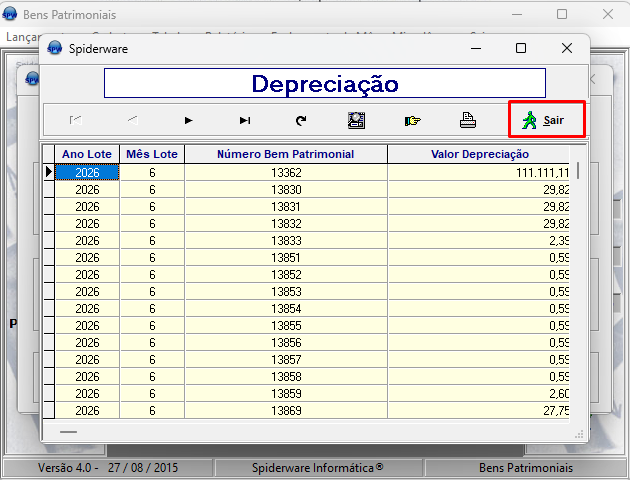 Bens Patrimoniais
Spiderware
Depreciação
Sair
Ano Lote Mês Lote Número Bem Patrimonial Valor Depreciação
2026 6 13362 111.111,11
2026 6 13830 29,82
2026 6 13831 29,82
2026 6 13832 29,82
2026 6 13833 2,39
2026 6 13851 0,59
2026 6 13852 0,59
2026 6 13853 0,59
2026 6 13854 0,59
2026 6 13855 0,59
2026 6 13856 0,59
2026 6 13857 0,59
2026 6 13858 0,59
2026 6 13859 2,60
2026 6 13869 27,75
Versão 4.0 - 27 / 08 / 2015 Spiderware Informática® Bens Patrimoniais